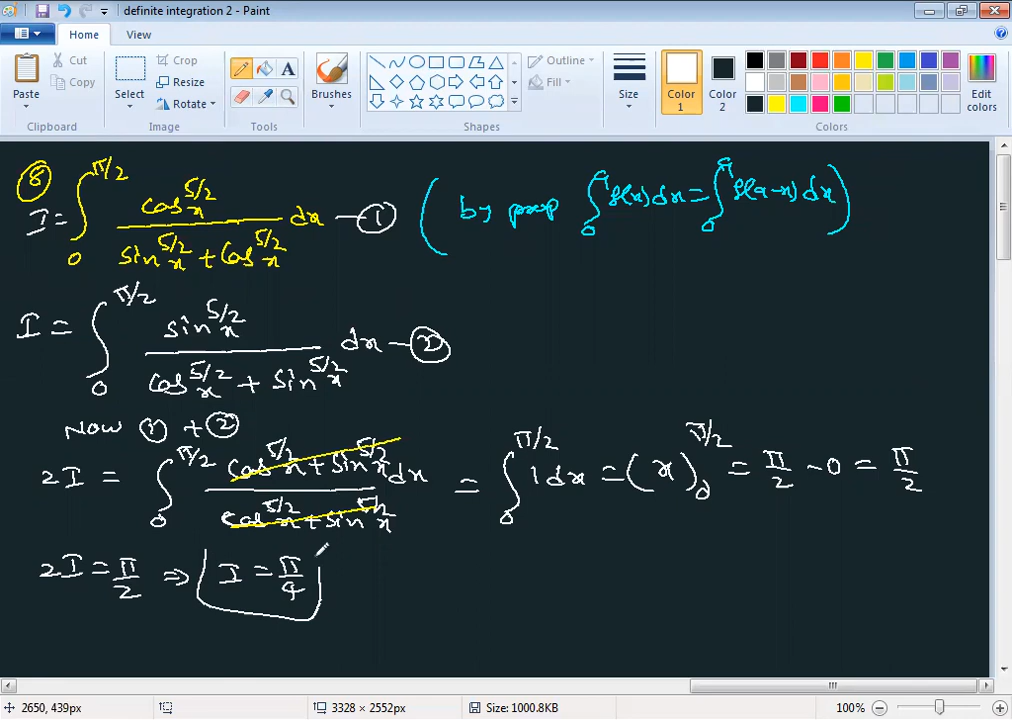 definite integration 2 - Paint
Home View
Paste
Cut
Copy
Clipboard
Select
Crop
Resize
Rotate
Image
A
Tools
Brushes
Outline
Fill
Shapes
Size
Color 1
Color 2
Edit colors
Colors
⑧ I = ∫₀^{π/2} cos^{5/2}x / (sin^{5/2}x + cos^{5/2}x) dx — ① ( by prop ∫₀^a f(x) dx = ∫₀^a f(a-x) dx )
I = ∫₀^{π/2} sin^{5/2}x / (cos^{5/2}x + sin^{5/2}x) dx — ②
Now ① + ②
2I = ∫₀^{π/2} (cos^{5/2}x + sin^{5/2}x) / (cos^{5/2}x + sin^{5/2}x) dx = ∫₀^{π/2} 1 dx = (x)₀^{π/2} = π/2 - 0 = π/2
2I = π/2 ⇒ I = π/4
2650, 439px
3328 × 2552px
Size: 1000.8KB
100%